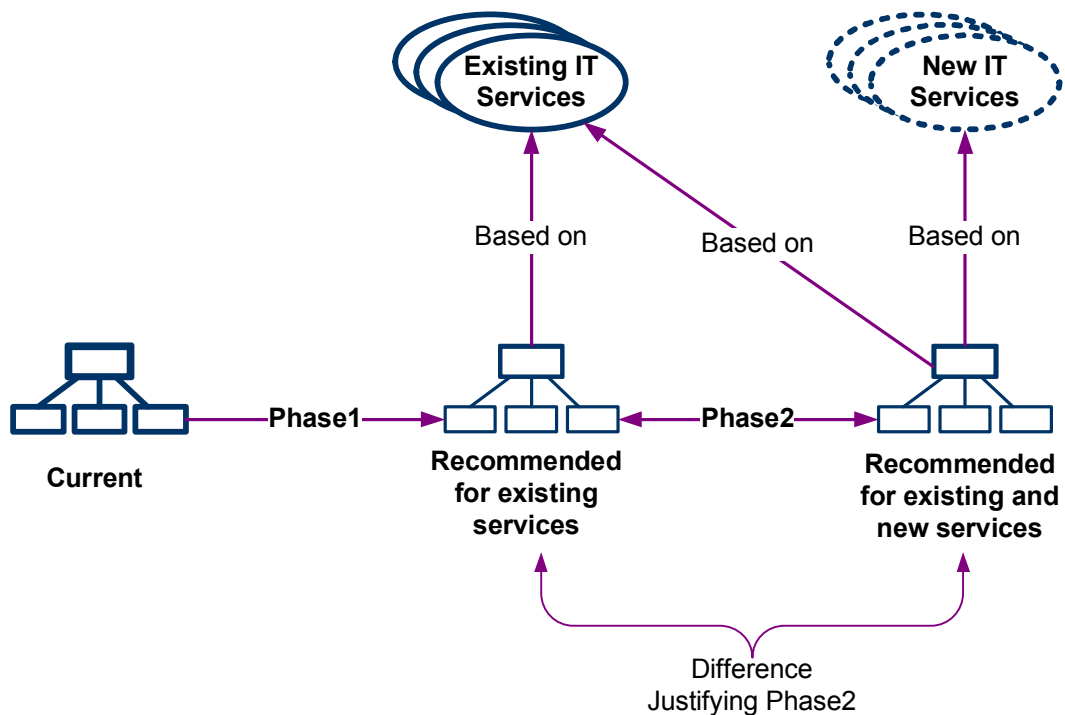 Existing IT
Services
New IT
Services
Based on
Based on
Based on
Phase1
Phase2
Current
Recommended
for existing
services
Recommended
for existing and
new services
Difference
Justifying Phase2